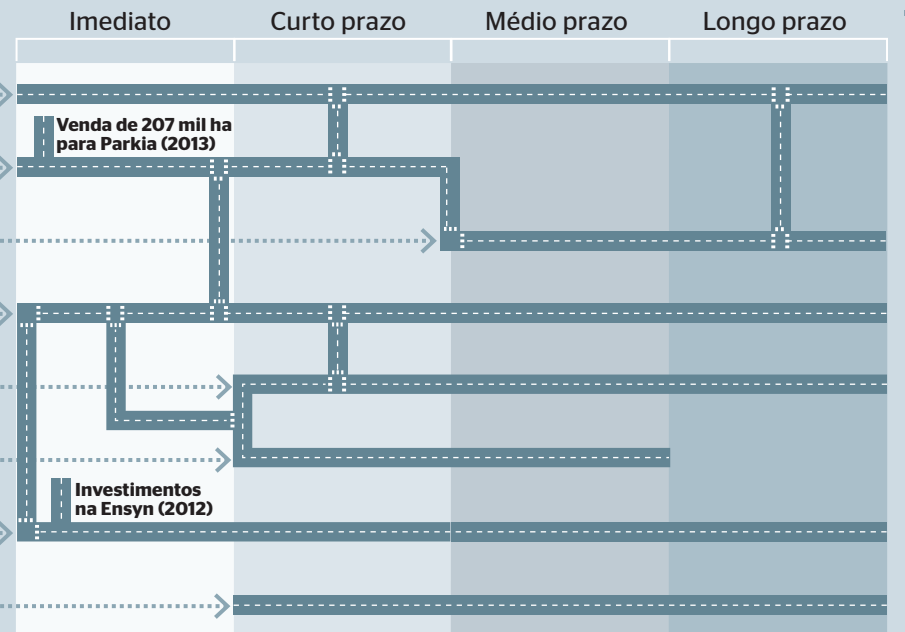 Imediato Curto prazo Médio prazo Longo prazo
Venda de 207 mil ha
para Parkia (2013)
Investimentos
na Ensyn (2012)